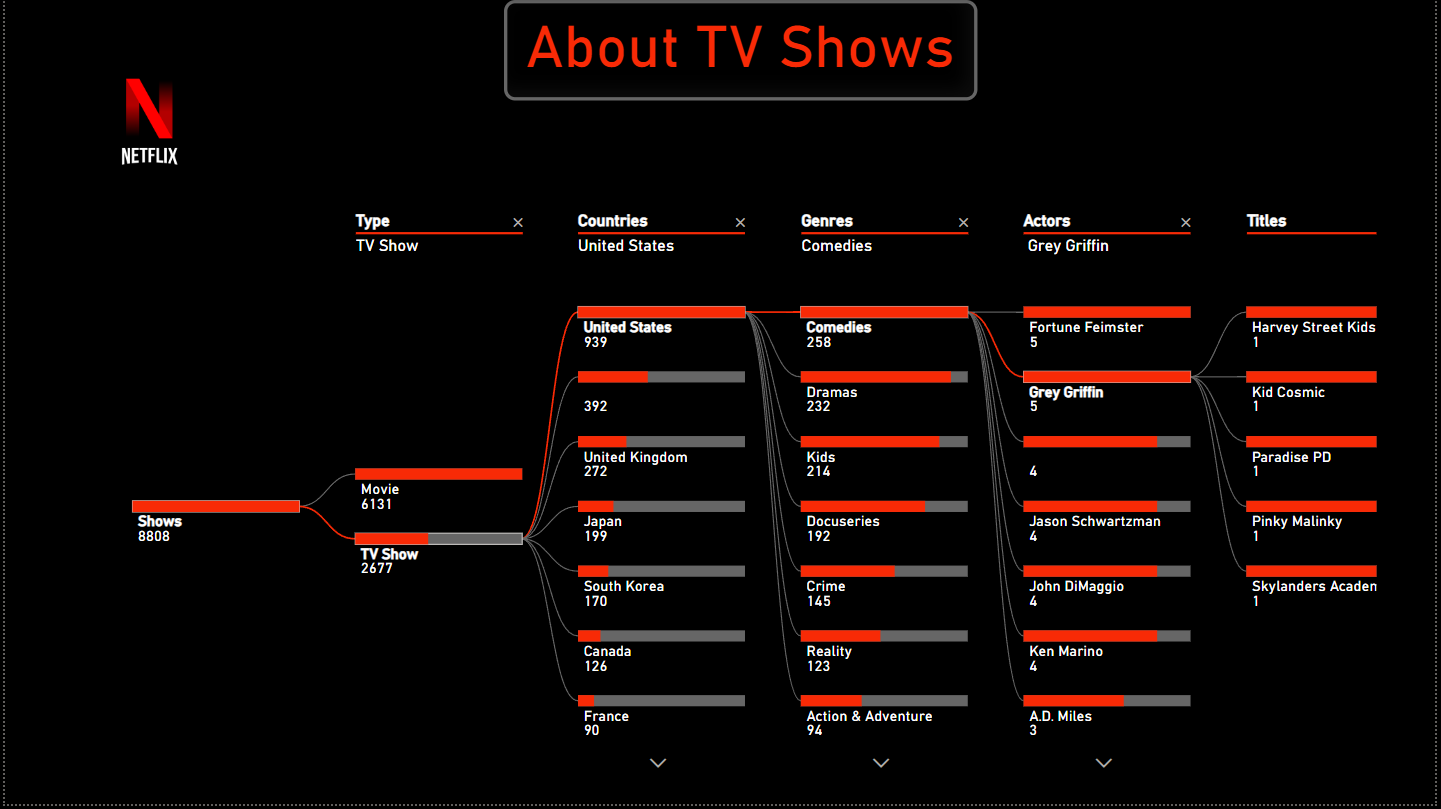 About TV Shows
NETFLIX
Type
TV Show
Countries
United States
Genres
Comedies
Actors
Grey Griffin
Titles
Shows
8808
Movie
6131
TV Show
2677
United States
939
392
United Kingdom
272
Japan
199
South Korea
170
Canada
126
France
90
Comedies
258
Dramas
232
Kids
214
Docuseries
192
Crime
145
Reality
123
Action & Adventure
94
Fortune Feimster
5
Grey Griffin
5
4
Jason Schwartzman
4
John DiMaggio
4
Ken Marino
4
A.D. Miles
3
Harvey Street Kids
1
Kid Cosmic
1
Paradise PD
1
Pinky Malinky
1
Skylanders Acaden
1